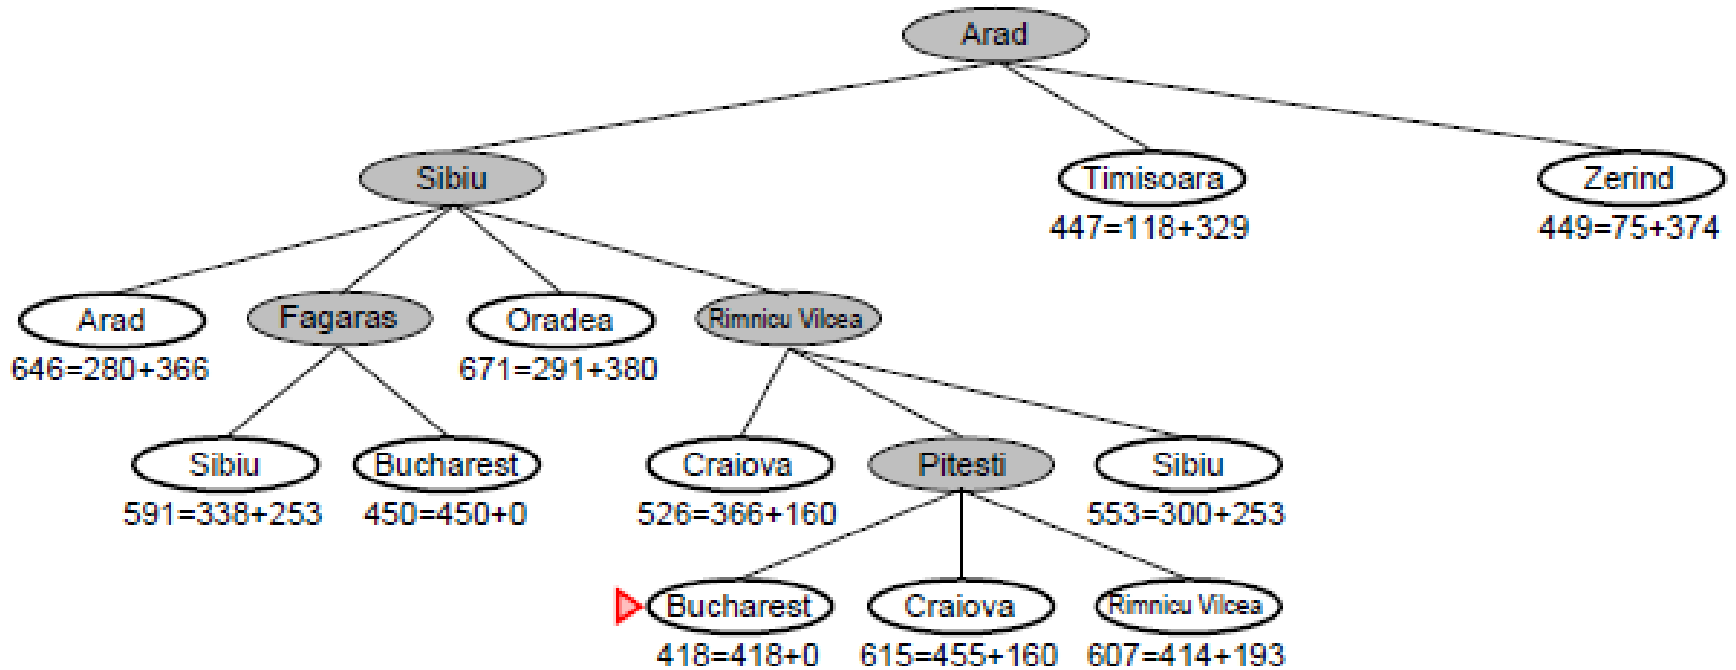 Arad
Sibiu
Timisoara
Zerind
447=118+329
449=75+374
Arad
Fagaras
Oradea
Rimnicu Vilcea
646=280+366
671=291+380
Sibiu
Bucharest
Craiova
Pitesti
Sibiu
591=338+253
450=450+0
526=366+160
553=300+253
Bucharest
Craiova
Rimnicu Vilcea
418=418+0
615=455+160
607=414+193